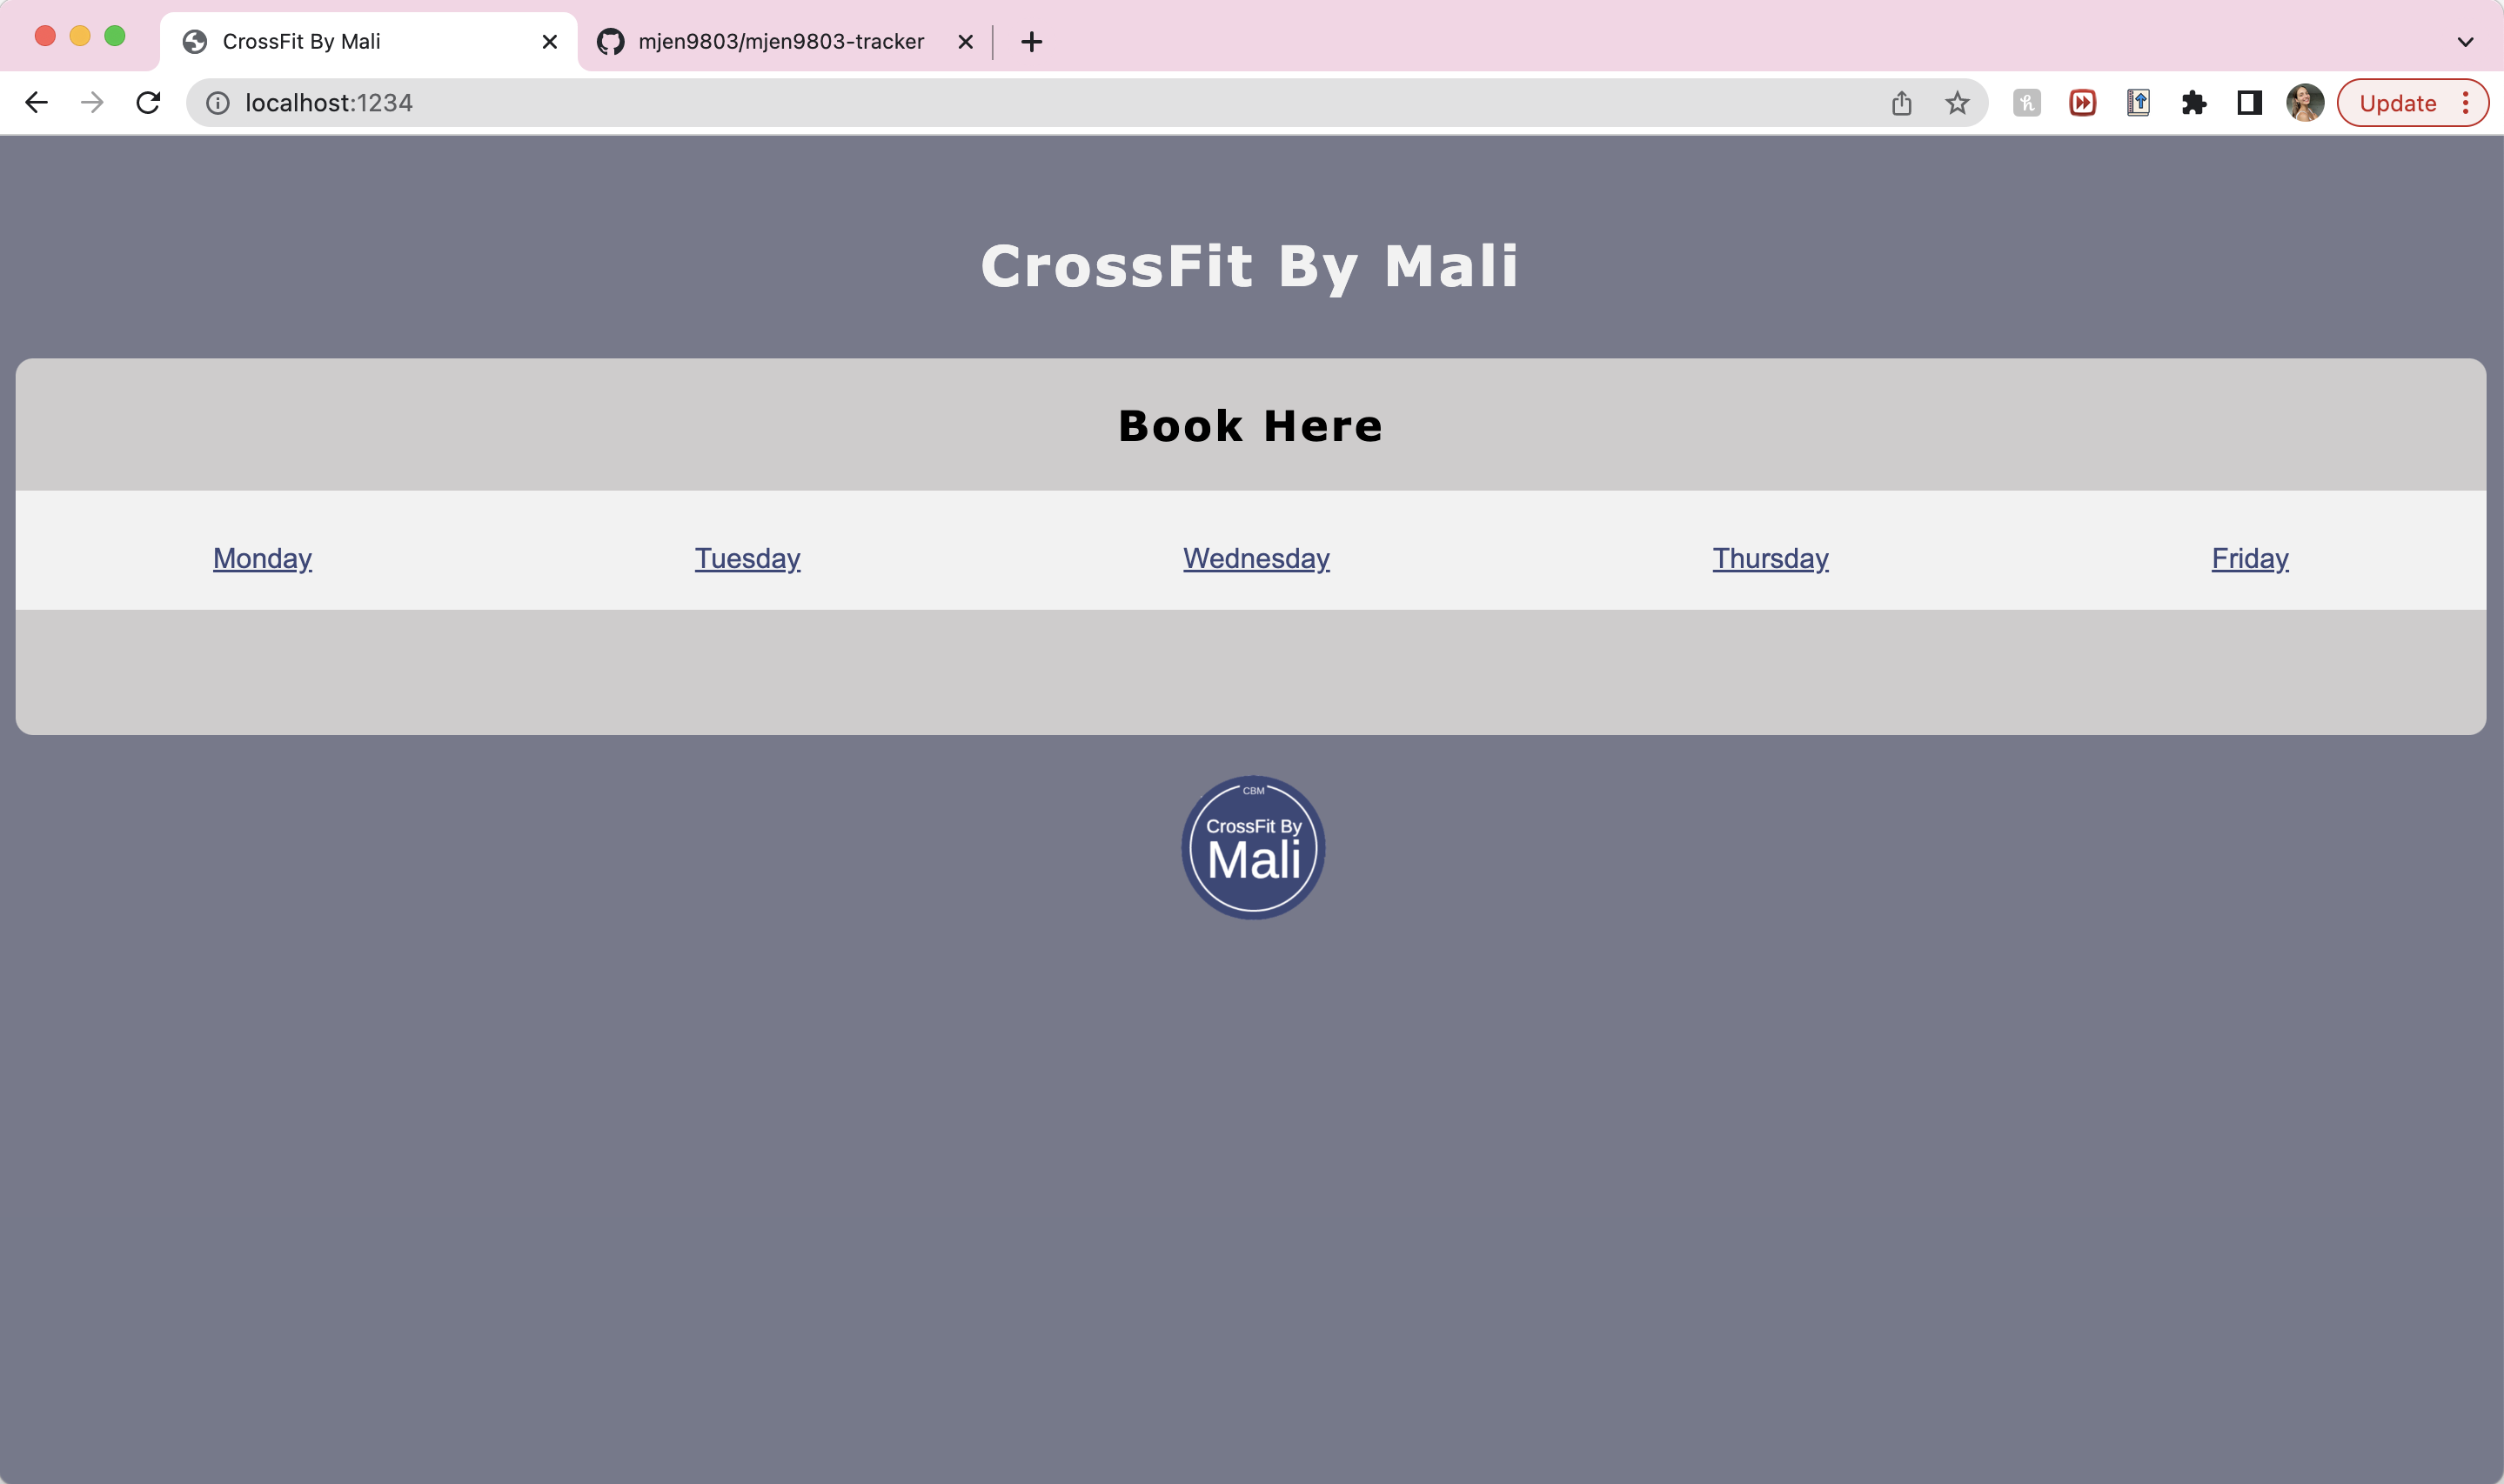 CrossFit By Mali
mjen9803/mjen9803-tracker
localhost:1234
Update
CrossFit By Mali
Book Here
Monday Tuesday Wednesday Thursday Friday
CBM
CrossFit By
Mali